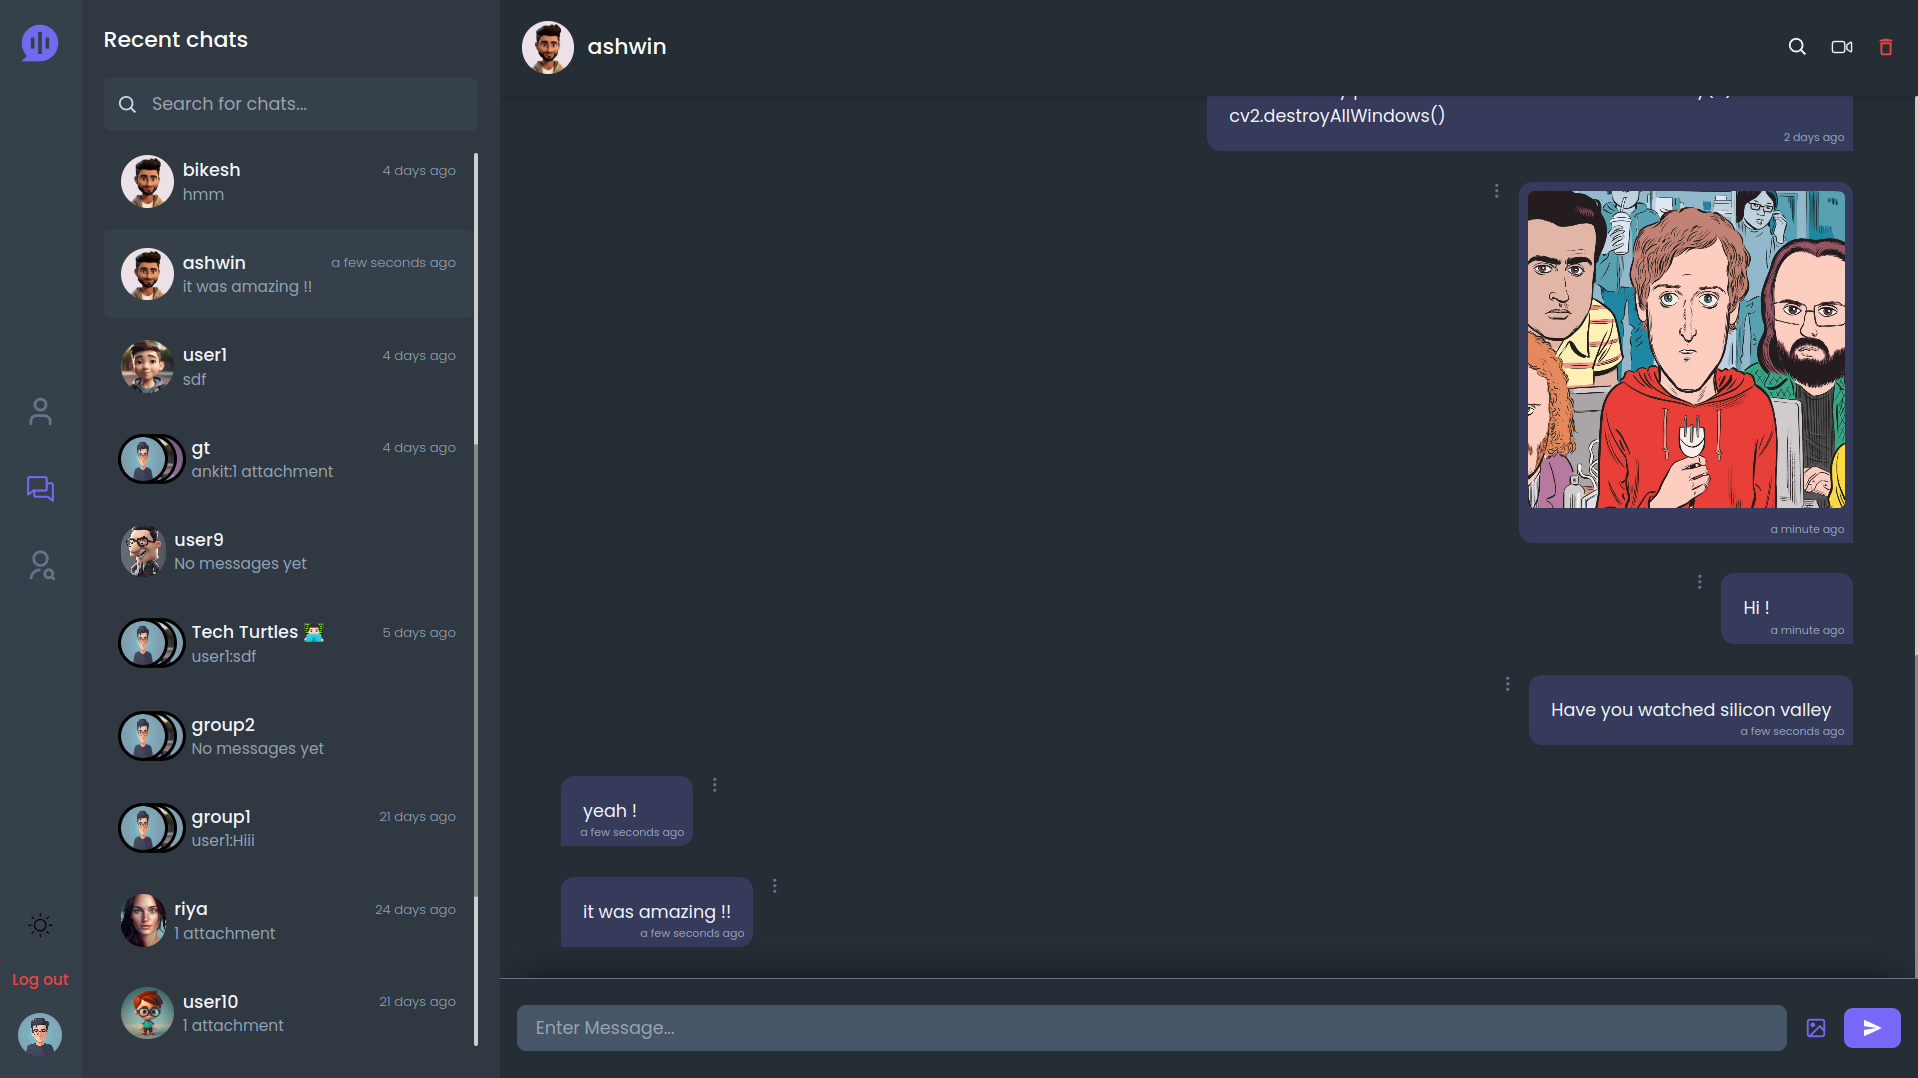 Recent chats
Search for chats...
bikesh
4 days ago
hmm
ashwin
a few seconds ago
it was amazing !!
user1
4 days ago
sdf
gt
4 days ago
ankit:1 attachment
user9
No messages yet
Tech Turtles 👨🏻‍💻
5 days ago
user1:sdf
group2
No messages yet
group1
21 days ago
user1:Hiii
riya
24 days ago
1 attachment
user10
21 days ago
1 attachment
Log out
ashwin
cv2.destroyAllWindows()
2 days ago
a minute ago
Hi !
a minute ago
Have you watched silicon valley
a few seconds ago
yeah !
a few seconds ago
it was amazing !!
a few seconds ago
Enter Message...